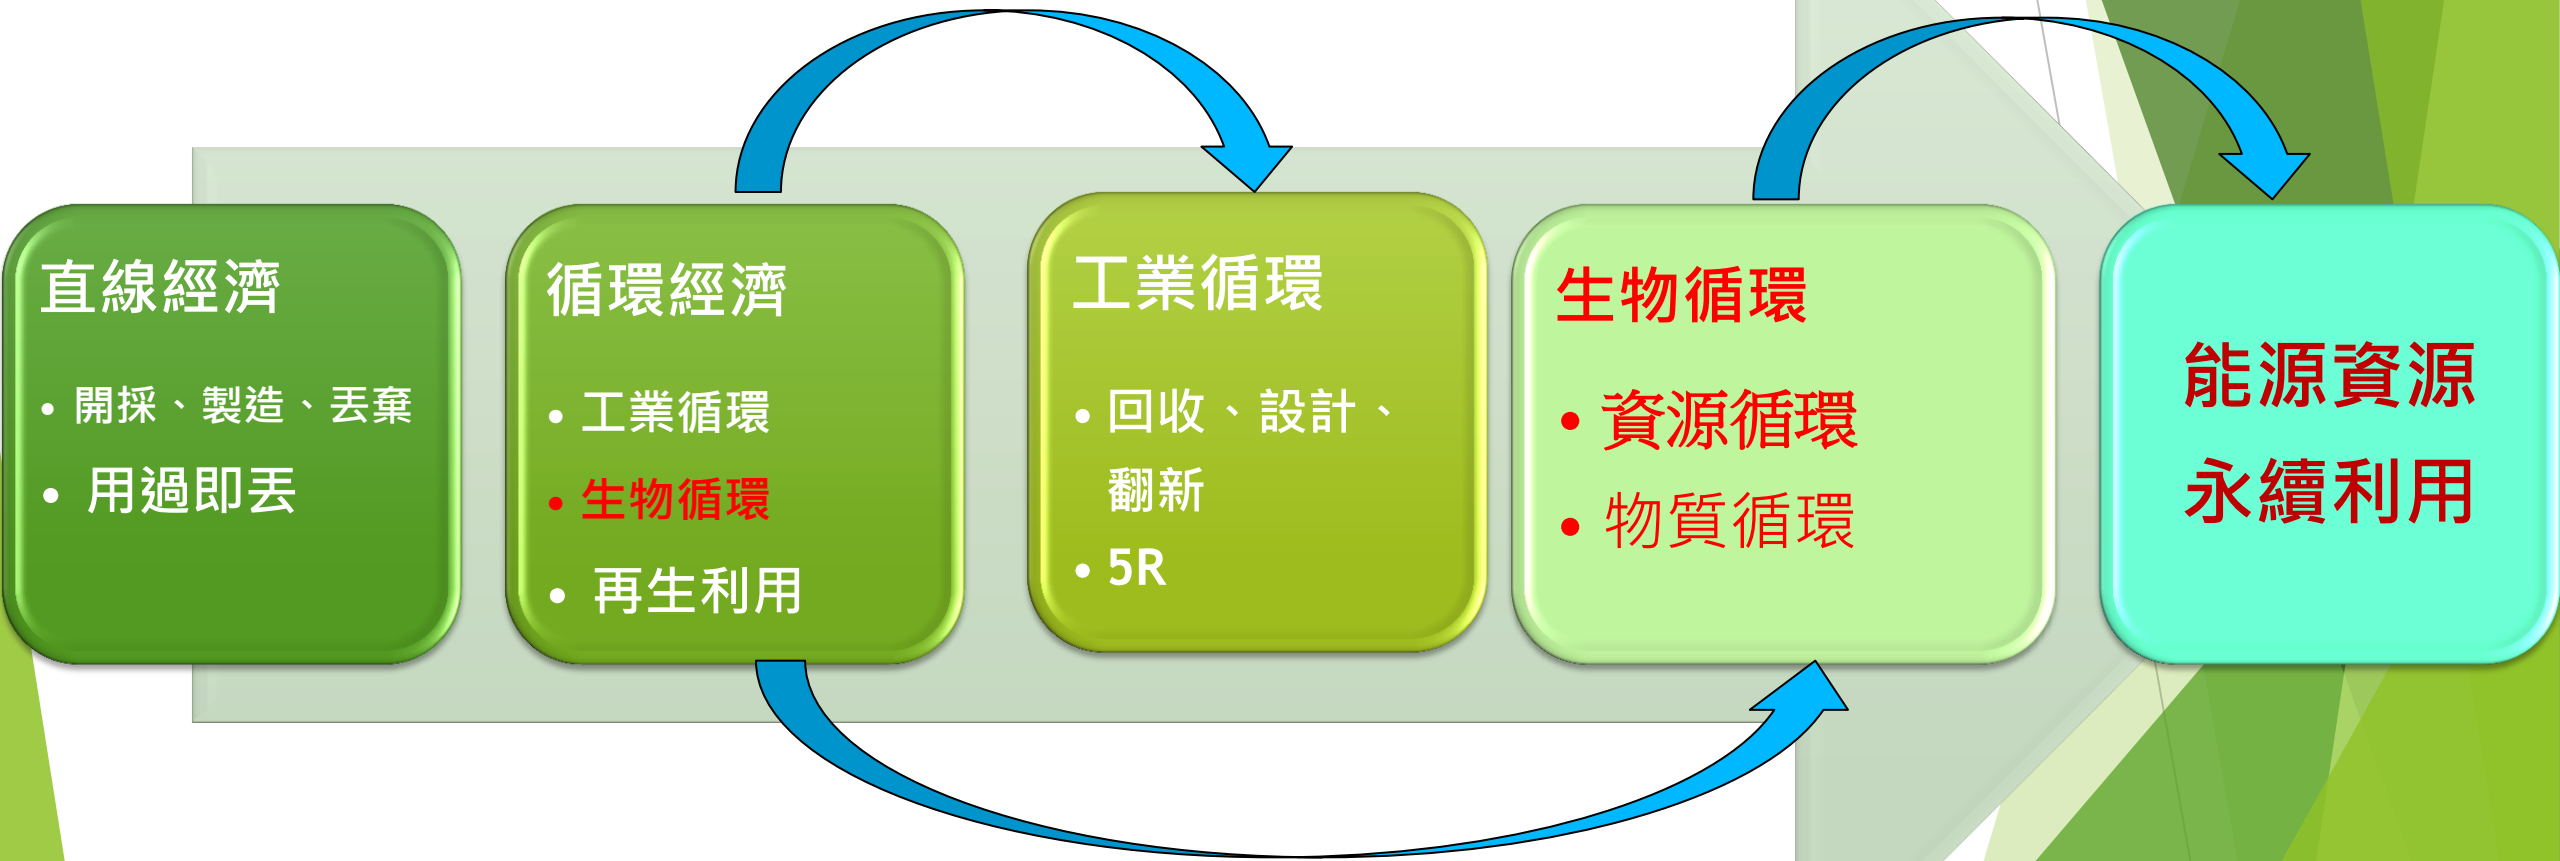 直線經濟
• 開採、製造、丟棄
• 用過即丟
循環經濟
• 工業循環
• 生物循環
• 再生利用
工業循環
• 回收、設計、
翻新
• 5R
生物循環
• 資源循環
• 物質循環
能源資源
永續利用